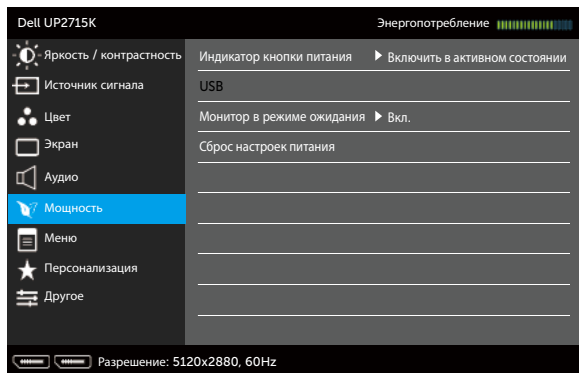 Dell UP2715K
Энергопотребление
Яркость / контрастность
Индикатор кнопки питания
Включить в активном состоянии
Источник сигнала
USB
Цвет
Монитор в режиме ожидания
Вкл.
Экран
Сброс настроек питания
Аудио
Мощность
Меню
Персонализация
Другое
Разрешение: 5120x2880, 60Hz